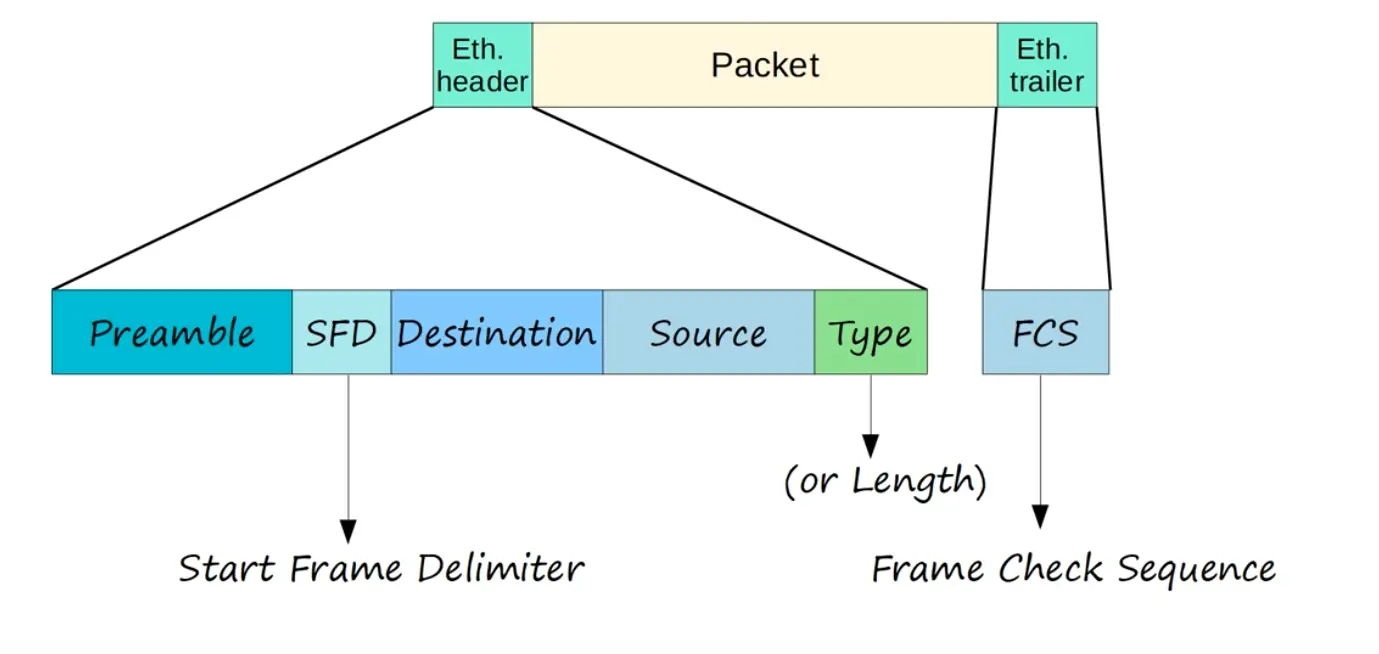 Eth.
header
Packet
Eth.
trailer
Preamble
SFD
Destination
Source
Type
FCS
(or Length)
Start Frame Delimiter
Frame Check Sequence